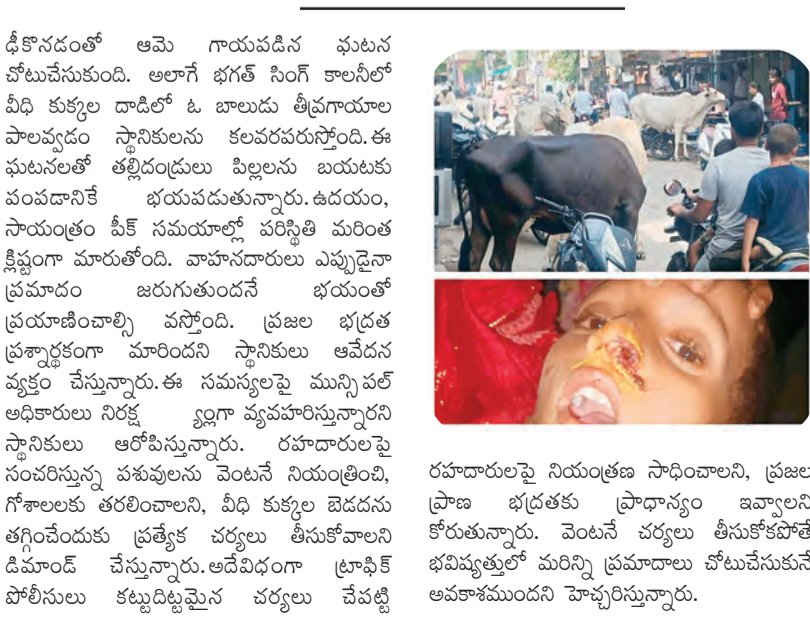 ఢీకొనడంతో ఆమె గాయపడిన ఘటన
చోటుచేసుకుంది. అలాగే భగత్ సింగ్ కాలనీలో
వీధి కుక్కల దాడిలో ఓ బాలుడు తీవ్రగాయాల
పాలవ్వడం స్థానికులను కలవరపరుస్తోంది.ఈ
ఘటనలతో తల్లిదండ్రులు పిల్లలను బయటకు
పంపడానికే భయపడుతున్నారు.ఉదయం,
సాయంత్రం పీక్ సమయాల్లో పరిస్థితి మరింత
క్లిష్టంగా మారుతోంది. వాహనదారులు ఎప్పుడైనా
ప్రమాదం జరుగుతుందనే భయంతో
ప్రయాణించాల్సి వస్తోంది. ప్రజల భద్రత
ప్రశ్నార్థకంగా మారిందని స్థానికులు ఆవేదన
వ్యక్తం చేస్తున్నారు.ఈ సమస్యలపై మున్సిపల్
అధికారులు నిరక్ష ్యంగా వ్యవహరిస్తున్నారని
స్థానికులు ఆరోపిస్తున్నారు. రహదారులపై
సంచరిస్తున్న పశువులను వెంటనే నియంత్రించి,
గోశాలలకు తరలించాలని, వీధి కుక్కల బెడదను
తగ్గించేందుకు ప్రత్యేక చర్యలు తీసుకోవాలని
డిమాండ్ చేస్తున్నారు.అదేవిధంగా ట్రాఫిక్
పోలీసులు కట్టుదిట్టమైన చర్యలు చేపట్టి
రహదారులపై నియంత్రణ సాధించాలని, ప్రజల
ప్రాణ భద్రతకు ప్రాధాన్యం ఇవ్వాలని
కోరుతున్నారు. వెంటనే చర్యలు తీసుకోకపోతే
భవిష్యత్తులో మరిన్ని ప్రమాదాలు చోటుచేసుకునే
అవకాశముందని హెచ్చరిస్తున్నారు.